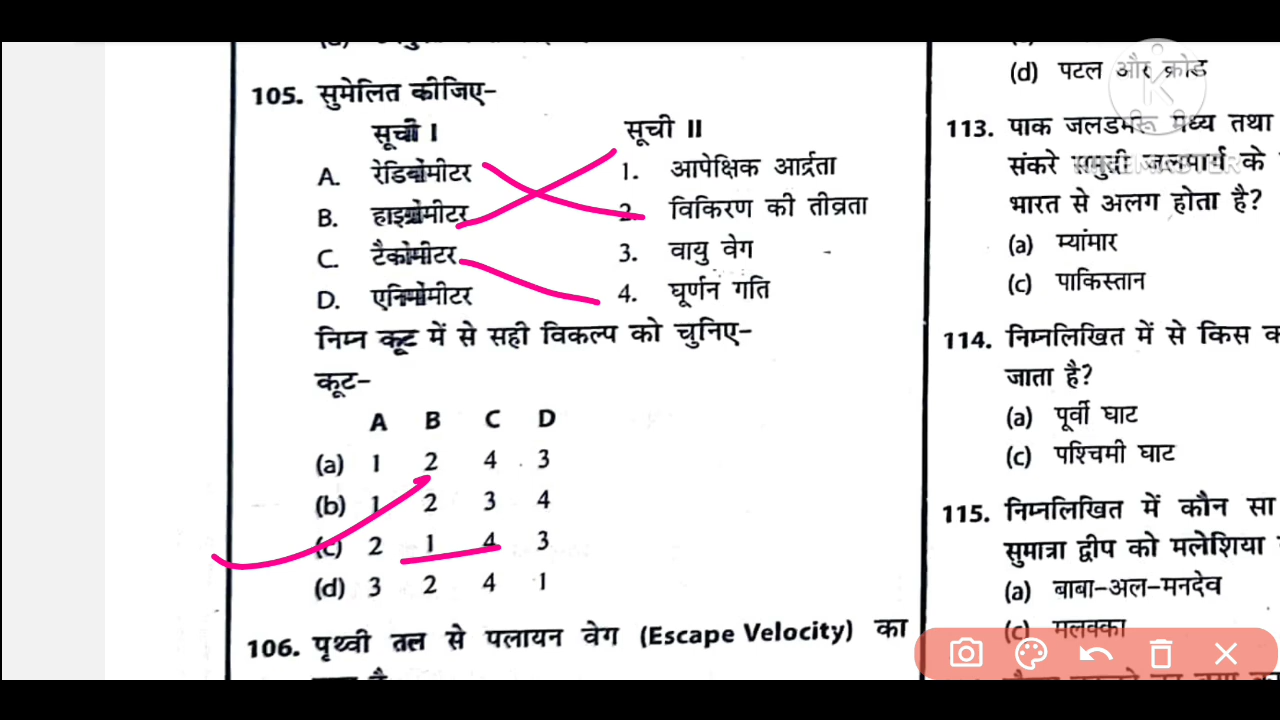 105. सुमेलित कीजिए-
सूची I सूची II
A. रेडियोमीटर 1. आपेक्षिक आर्द्रता
B. हाइग्रोमीटर 2. विकिरण की तीव्रता
C. टैकोमीटर 3. वायु वेग
D. एनिमोमीटर 4. घूर्णन गति
निम्न कूट में से सही विकल्प को चुनिए-
कूट-
A B C D
(a) 1 2 4 3
(b) 1 2 3 4
(c) 2 1 4 3
(d) 3 2 4 1
106. पृथ्वी तल से पलायन वेग (Escape Velocity) का
(d) पटल और क्रोड
113. पाक जलडमरू मध्य तथा
संकरे समुद्री जलमार्ग के
भारत से अलग होता है?
(a) म्यांमार
(c) पाकिस्तान
114. निम्नलिखित में से किस
जाता है?
(a) पूर्वी घाट
(c) पश्चिमी घाट
115. निम्नलिखित में कौन सा
सुमात्रा द्वीप को मलेशिया
(a) बाबा-अल-मनदेव
(c) मलक्का
KINEMASTER